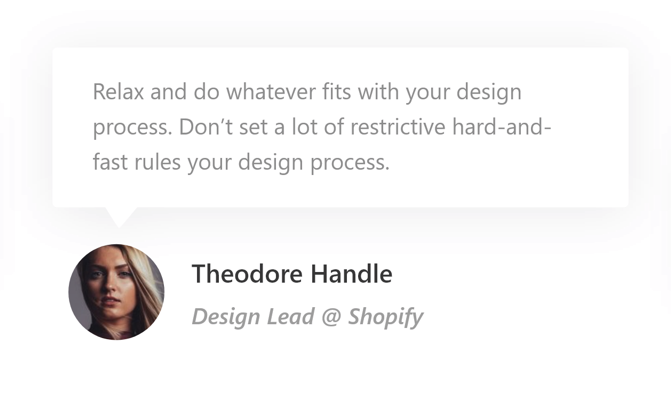 Relax and do whatever fits with your design
process. Don’t set a lot of restrictive hard-and-
fast rules your design process.
Theodore Handle
Design Lead @ Shopify